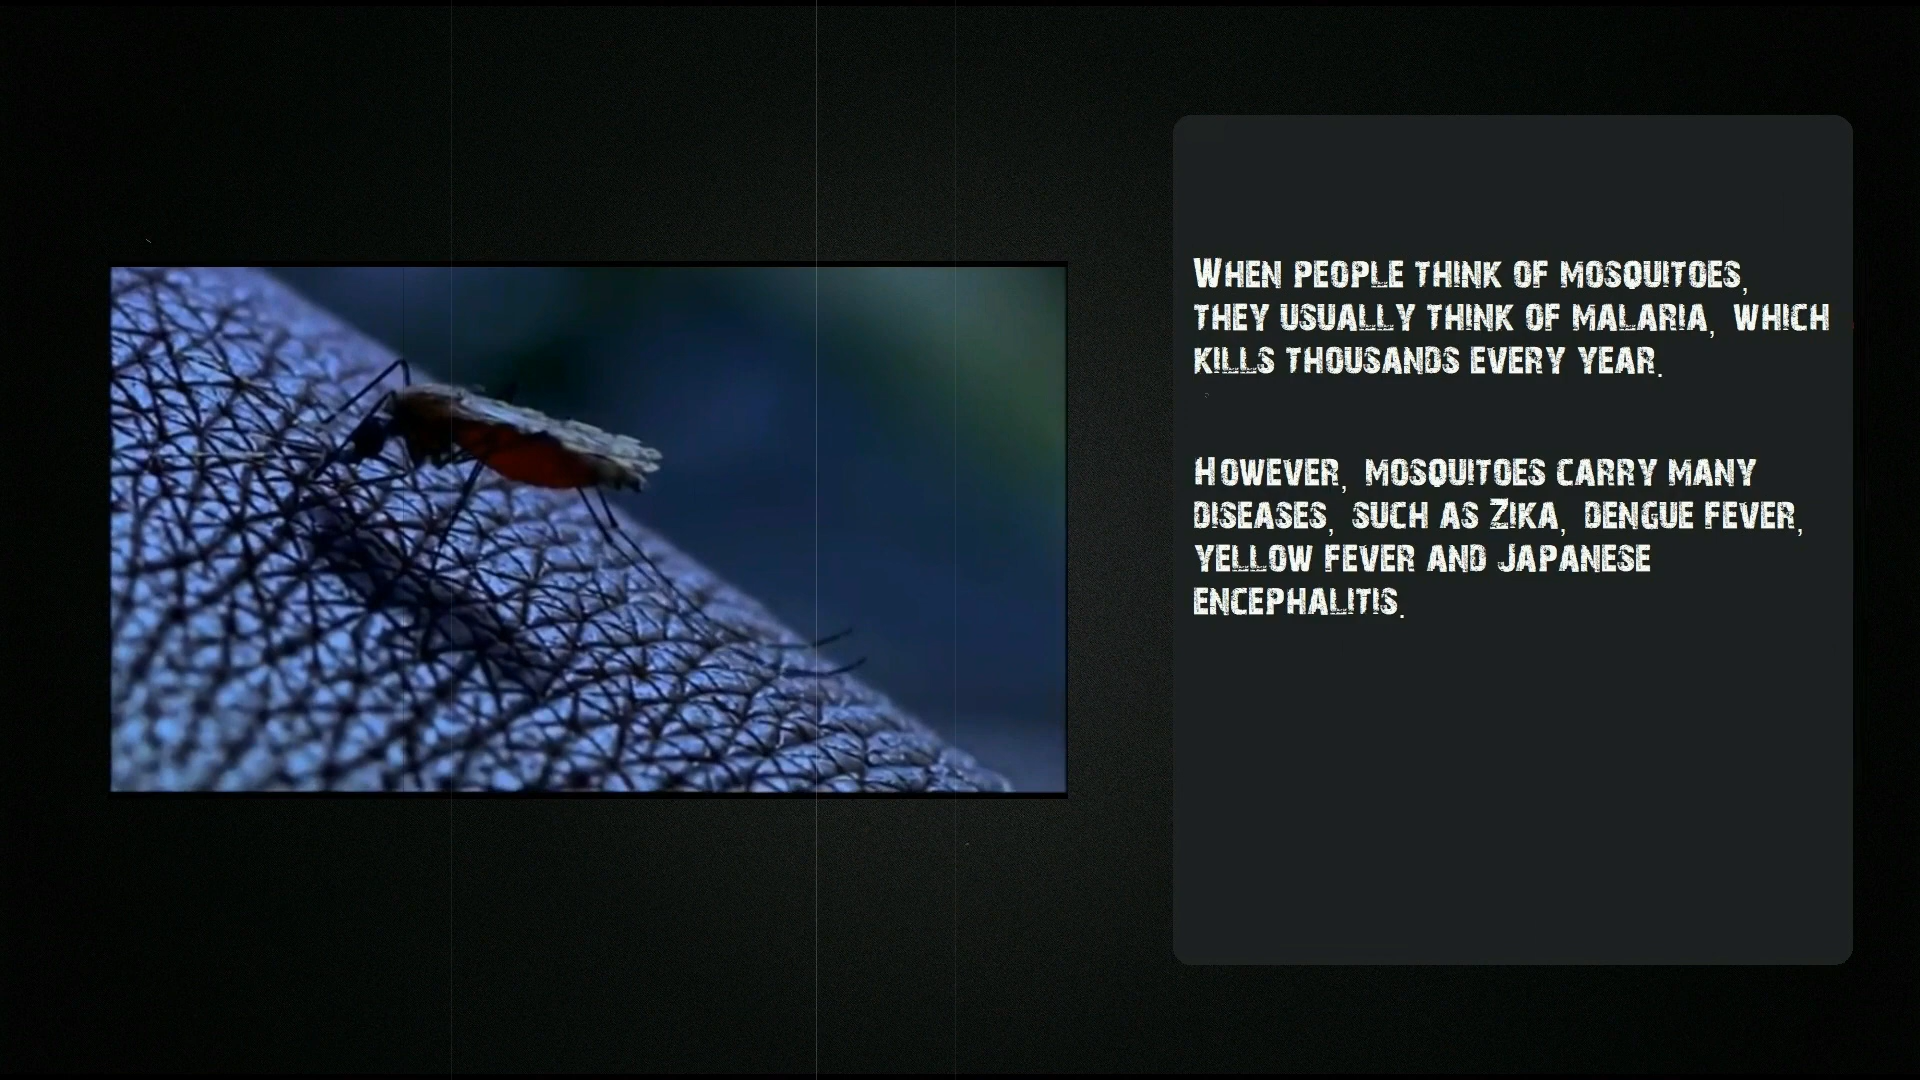 When people think of mosquitoes,
they usually think of malaria, which
kills thousands every year.
However, mosquitoes carry many
diseases, such as Zika, dengue fever,
yellow fever and Japanese
encephalitis.